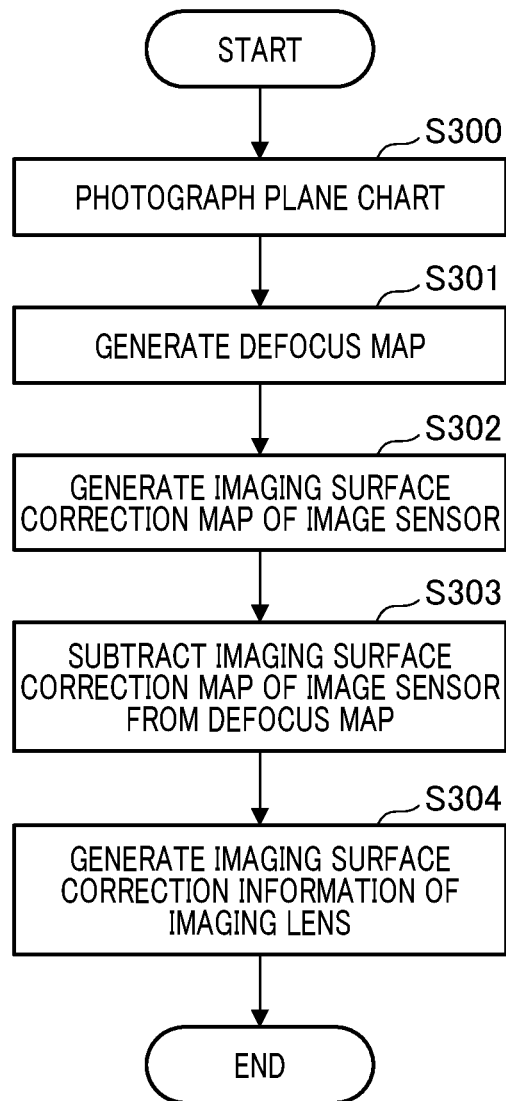 START
S300
PHOTOGRAPH PLANE CHART
S301
GENERATE DEFOCUS MAP
S302
GENERATE IMAGING SURFACE
CORRECTION MAP OF IMAGE SENSOR
S303
SUBTRACT IMAGING SURFACE
CORRECTION MAP OF IMAGE SENSOR
FROM DEFOCUS MAP
S304
GENERATE IMAGING SURFACE
CORRECTION INFORMATION OF
IMAGING LENS
END